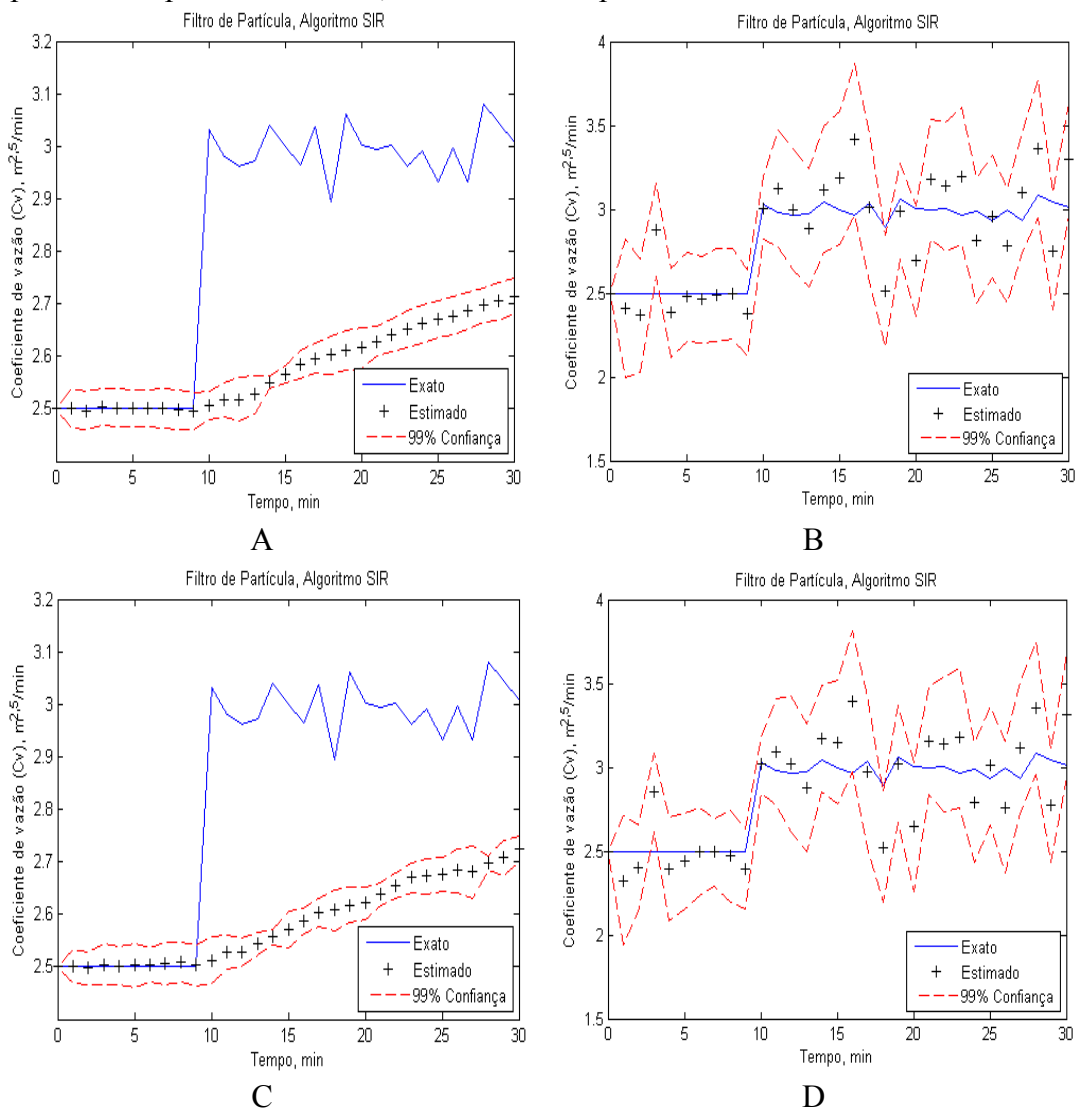 Filtro de Partícula, Algoritmo SIR
3.2
3.1
3
2.9
2.8
2.7
2.6
2.5
Coeficiente de vazão (Cv), m2.5/min
0
5
10
15
20
25
30
Tempo, min
Exato
Estimado
99% Confiança
A
Filtro de Partícula, Algoritmo SIR
4
3.5
3
2.5
2
1.5
Coeficiente de vazão (Cv), m2.5/min
0
5
10
15
20
25
30
Tempo, min
Exato
Estimado
99% Confiança
B
Filtro de Partícula, Algoritmo SIR
3.2
3.1
3
2.9
2.8
2.7
2.6
2.5
Coeficiente de vazão (Cv), m2.5/min
0
5
10
15
20
25
30
Tempo, min
Exato
Estimado
99% Confiança
C
Filtro de Partícula, Algoritmo SIR
4
3.5
3
2.5
2
1.5
Coeficiente de vazão (Cv), m2.5/min
0
5
10
15
20
25
30
Tempo, min
Exato
Estimado
99% Confiança
D